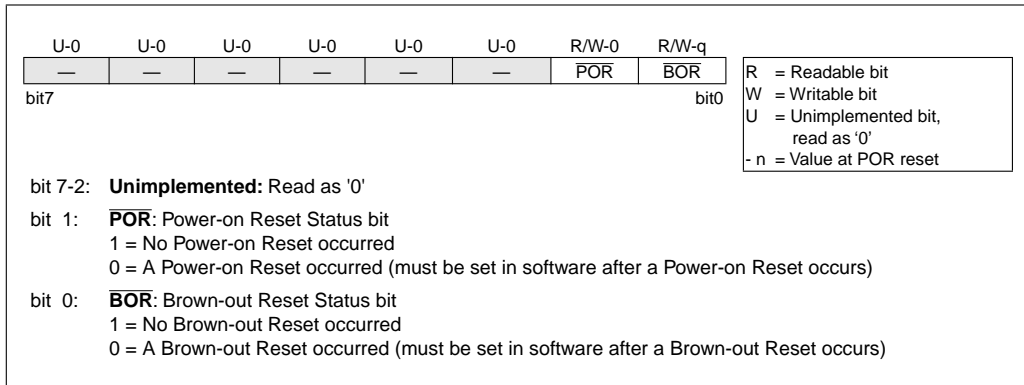 U-0 U-0 U-0 U-0 U-0 U-0 R/W-0 R/W-q
— — — — — — POR BOR
bit7 bit0
R = Readable bit
W = Writable bit
U = Unimplemented bit,
read as ‘0’
- n = Value at POR reset
bit 7-2: Unimplemented: Read as '0'
bit 1: POR: Power-on Reset Status bit
1 = No Power-on Reset occurred
0 = A Power-on Reset occurred (must be set in software after a Power-on Reset occurs)
bit 0: BOR: Brown-out Reset Status bit
1 = No Brown-out Reset occurred
0 = A Brown-out Reset occurred (must be set in software after a Brown-out Reset occurs)